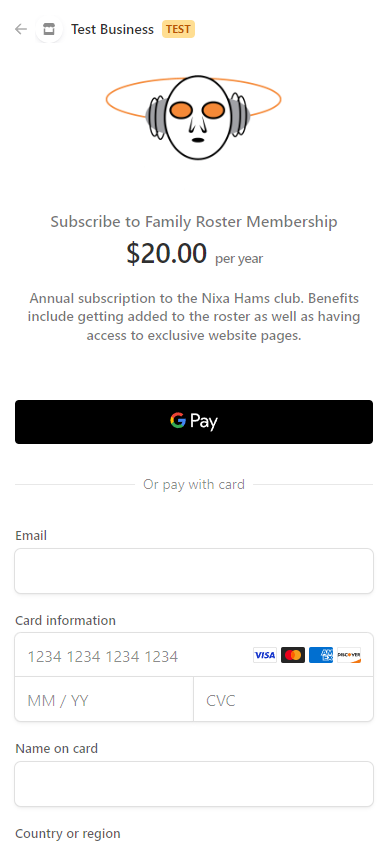 Test Business TEST
Subscribe to Family Roster Membership
$20.00 per year
Annual subscription to the Nixa Hams club. Benefits
include getting added to the roster as well as having
access to exclusive website pages.
G Pay
Or pay with card
Email
Card information
1234 1234 1234 1234 VISA AMEX DISCOVER
MM / YY CVC
Name on card
Country or region